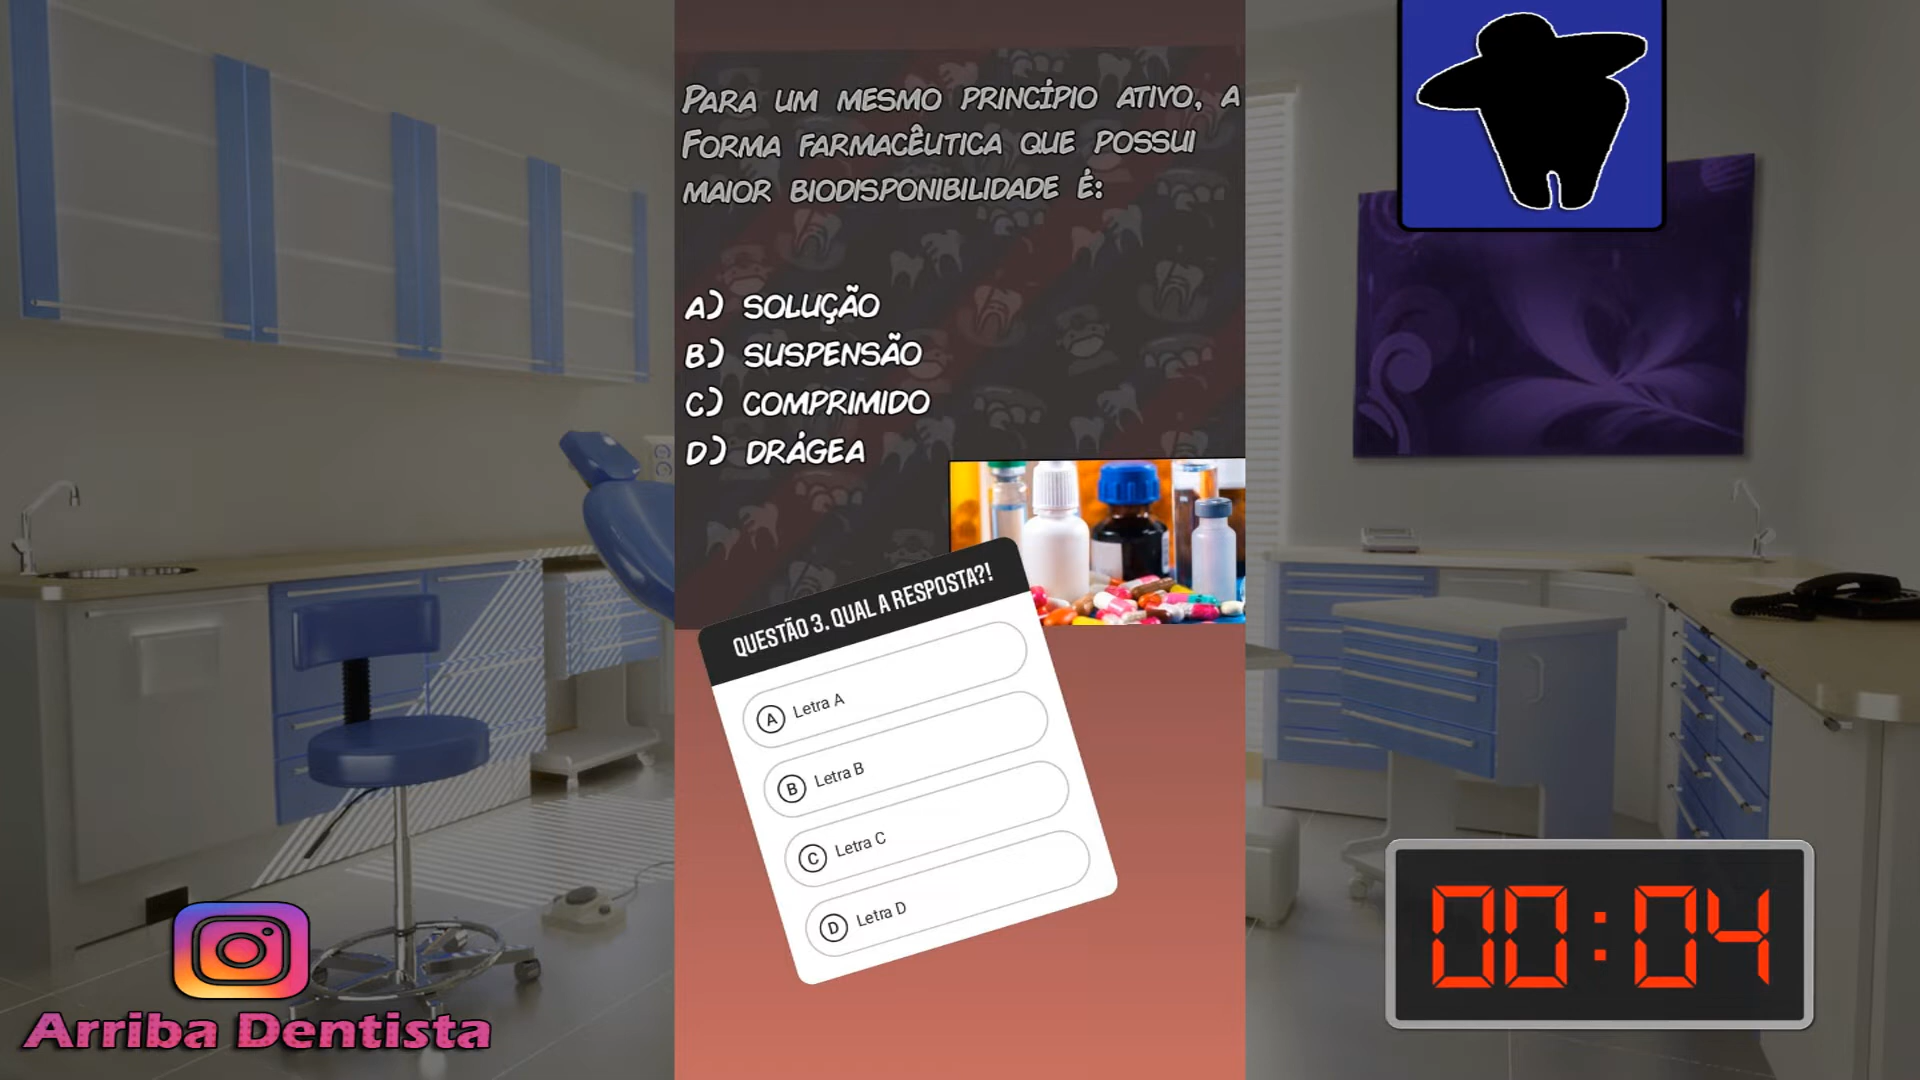 Para um mesmo princípio ativo, a
Forma farmacêutica que possui
maior biodisponibilidade é:
A) Solução
B) Suspensão
C) Comprimido
D) Drágea
QUESTÃO 3. QUAL A RESPOSTA?!
A Letra A
B Letra B
C Letra C
D Letra D
Arriba Dentista
00:04